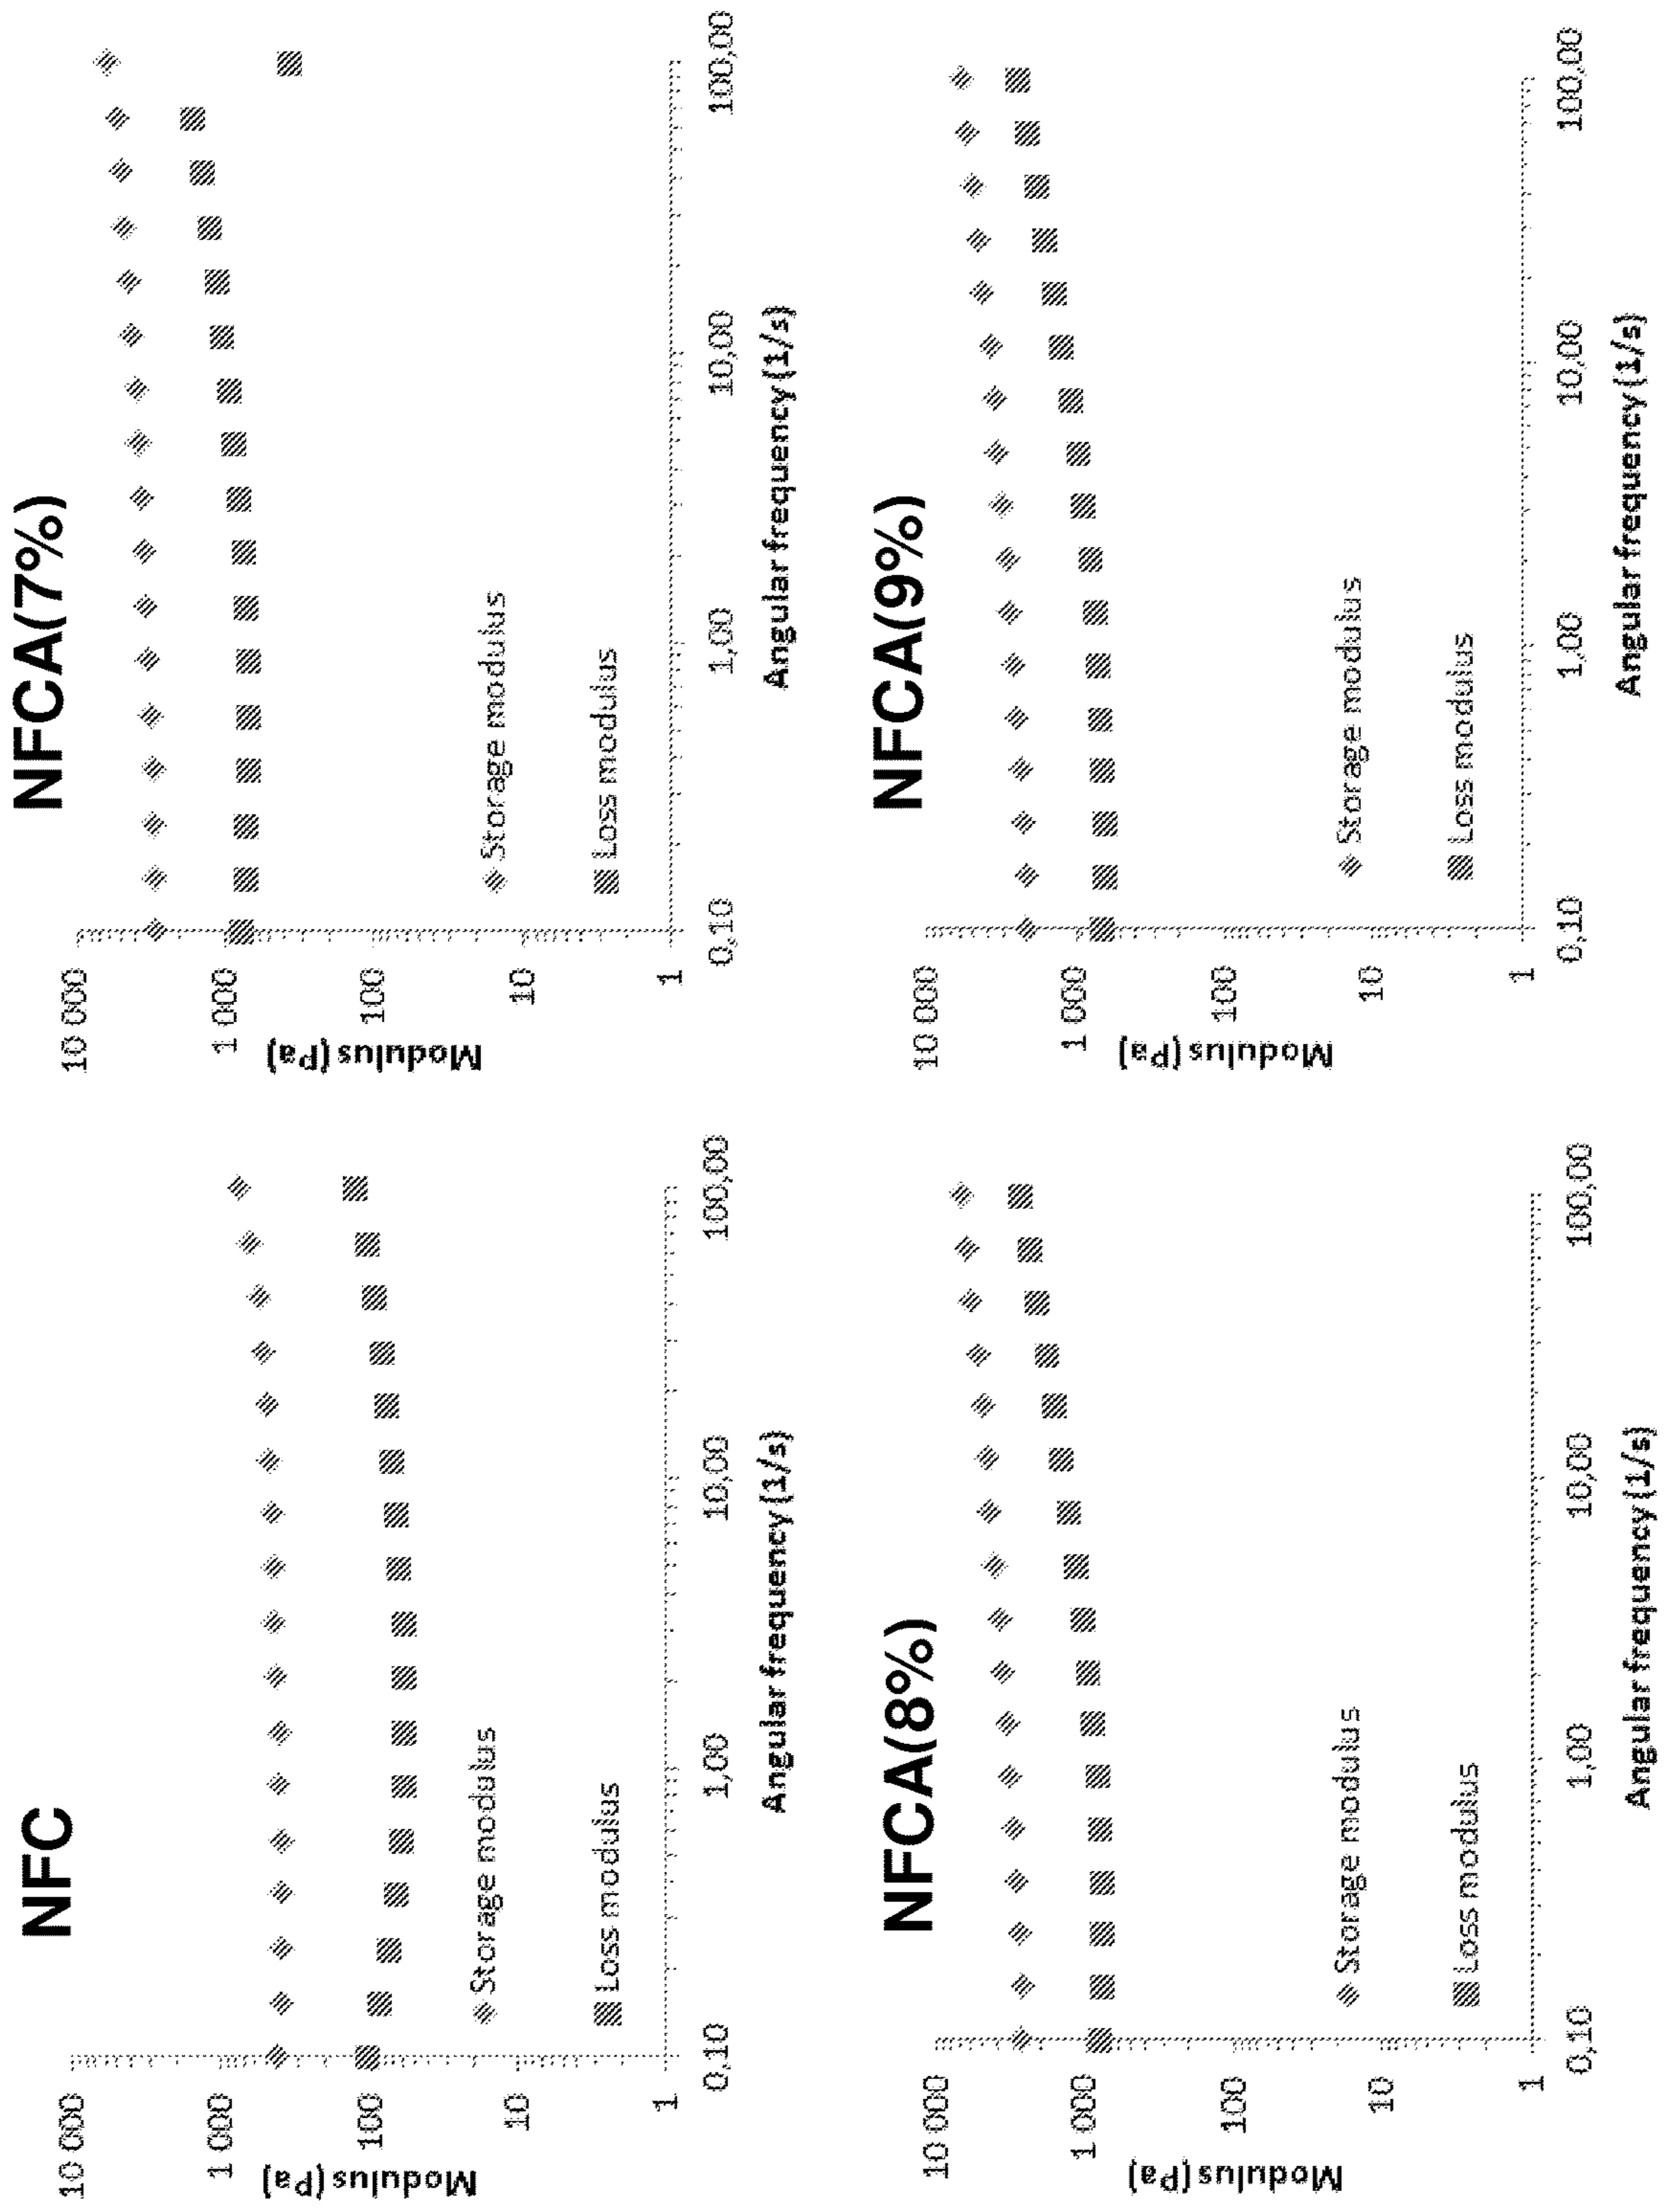 NFC
10 000
1 000
100
10
1
Modulus (Pa)
Storage modulus
Loss modulus
0,10
1,00
10,00
100,00
Angular frequency (1/s)
NFCA(8%)
10 000
1 000
100
10
1
Modulus (Pa)
Storage modulus
Loss modulus
0,10
1,00
10,00
100,00
Angular frequency (1/s)
NFCA(7%)
10 000
1 000
100
10
1
Modulus (Pa)
Storage modulus
Loss modulus
0,10
1,00
10,00
100,00
Angular frequency (1/s)
NFCA(9%)
10 000
1 000
100
10
1
Modulus (Pa)
Storage modulus
Loss modulus
0,10
1,00
10,00
100,00
Angular frequency (1/s)